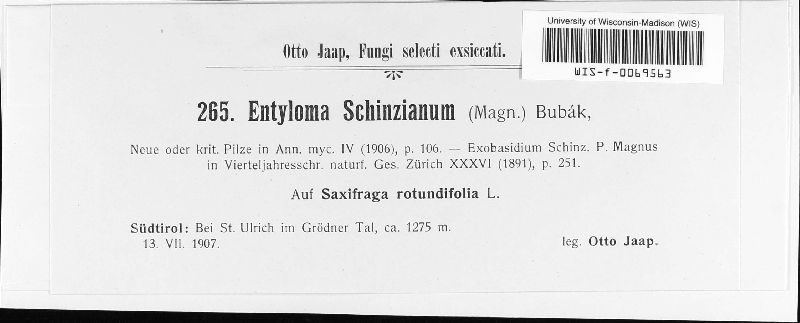 University of Wisconsin-Madison (WIS)
WIS-f-0069563
Otto Jaap, Fungi selecti exsiccati.
265. Entyloma Schinzianum (Magn.) Bubák,
Neue oder krit. Pilze in Ann. myc. IV (1906), p. 106. — Exobasidium Schinz. P. Magnus
in Vierteljahresschr. naturf. Ges. Zürich XXXVI (1891), p. 251.
Auf Saxifraga rotundifolia L.
Südtirol: Bei St. Ulrich im Grödner Tal, ca. 1275 m.
13. VII. 1907.
leg. Otto Jaap.